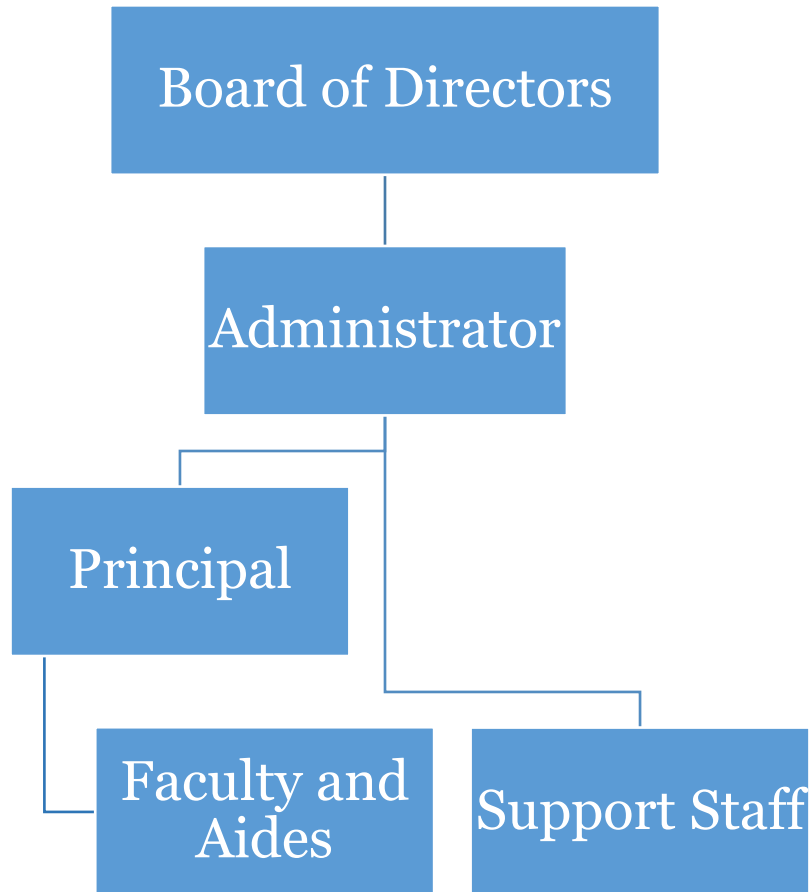 Board of Directors
Administrator
Principal
Faculty and
Aides
Support Staff